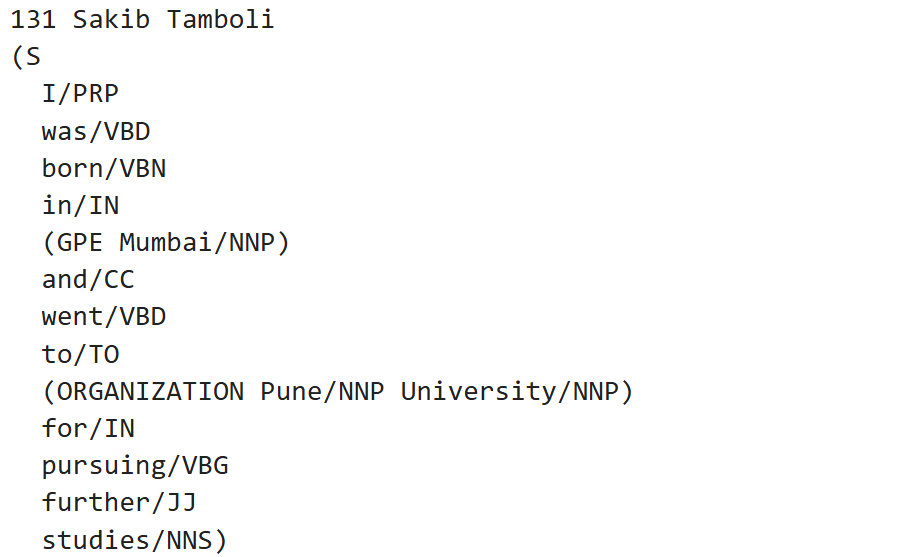 131 Sakib Tamboli
(S
  I/PRP
  was/VBD
  born/VBN
  in/IN
  (GPE Mumbai/NNP)
  and/CC
  went/VBD
  to/TO
  (ORGANIZATION Pune/NNP University/NNP)
  for/IN
  pursuing/VBG
  further/JJ
  studies/NNS)